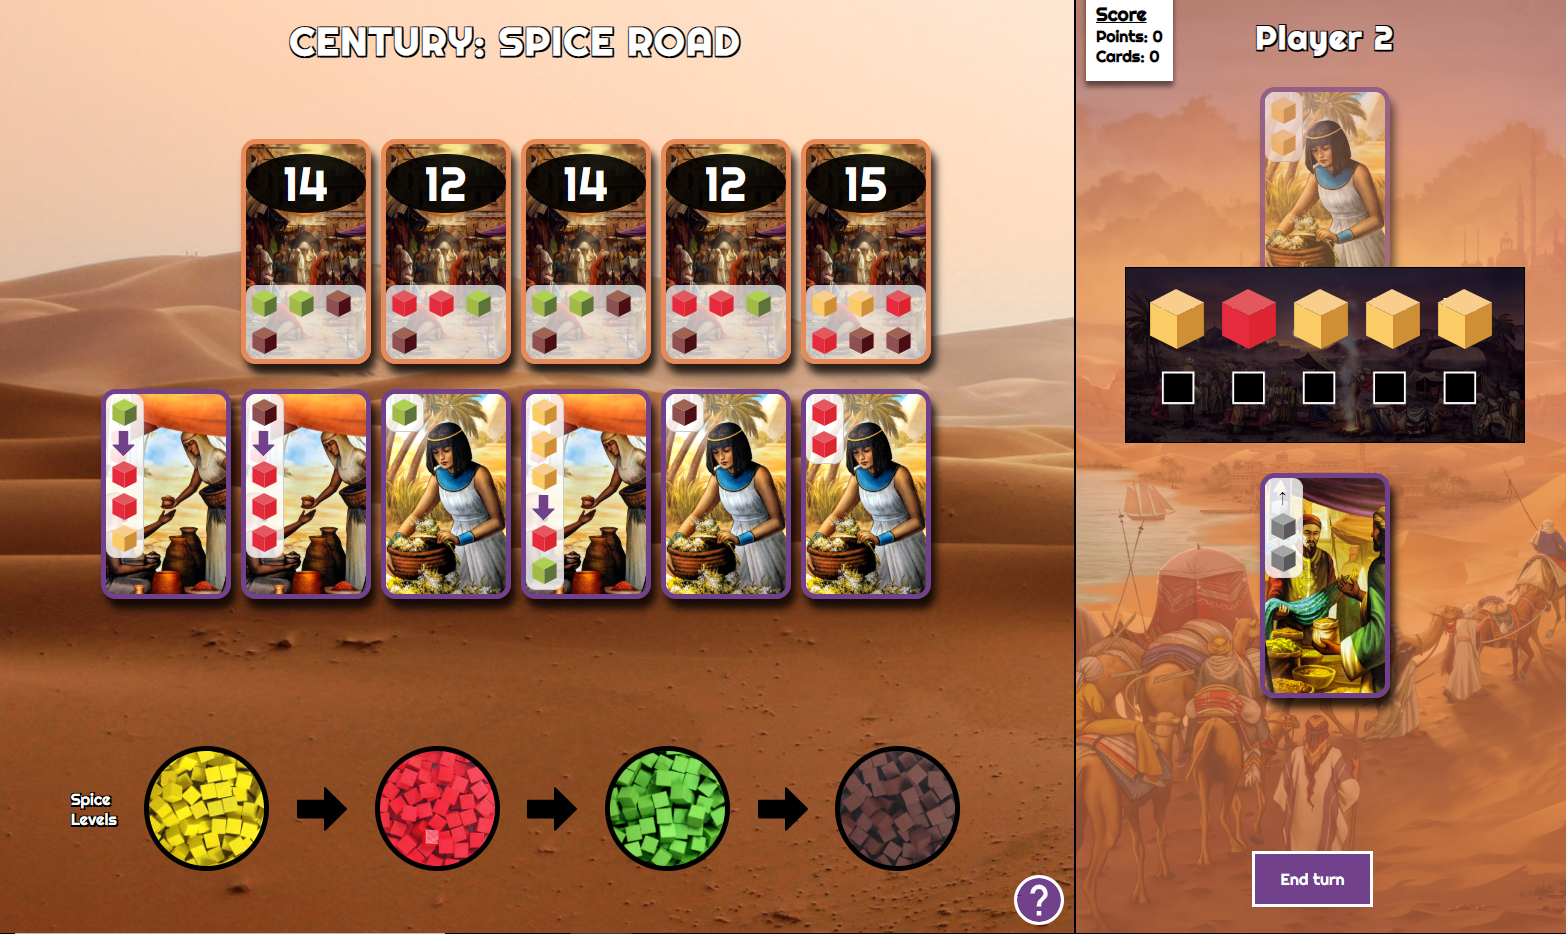 CENTURY: SPICE ROAD
Score
Points: 0
Cards: 0
Player 2
14
12
14
12
15
Spice
Levels
?
End turn